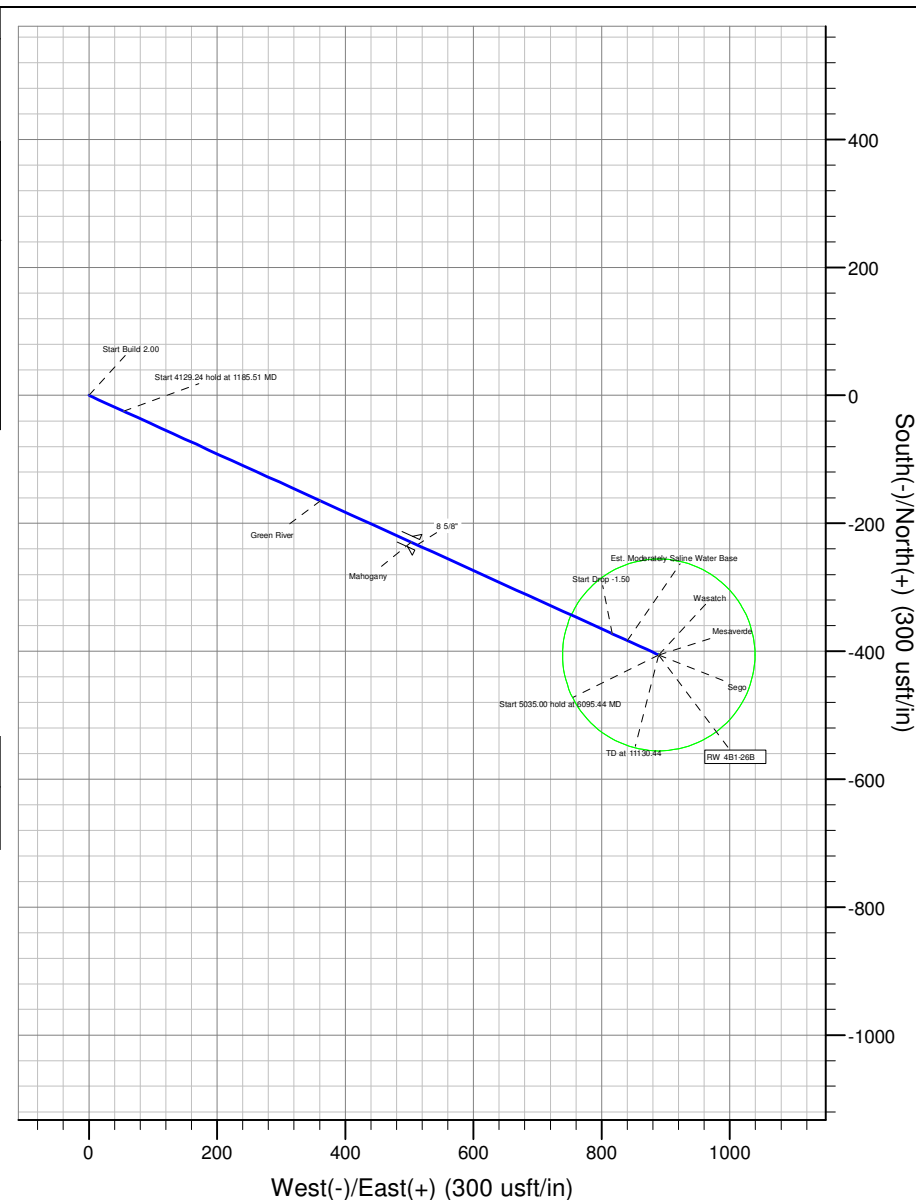 400
200
Start Build 2.00
Start 4129.24 hold at 1185.51 MD
0
-200
8 5/8"
Green River
Mahogany
Est. Moderately Saline Water Base
Start Drop -1.50
Wasatch
Mesaverde
-400
Sego
Start 5035.00 hold at 6095.44 MD
TD at 11130.44
RW 4B1-26B
-600
-800
-1000
South(-)/North(+) (300 usft/in)
0
200
400
600
800
1000
West(-)/East(+) (300 usft/in)